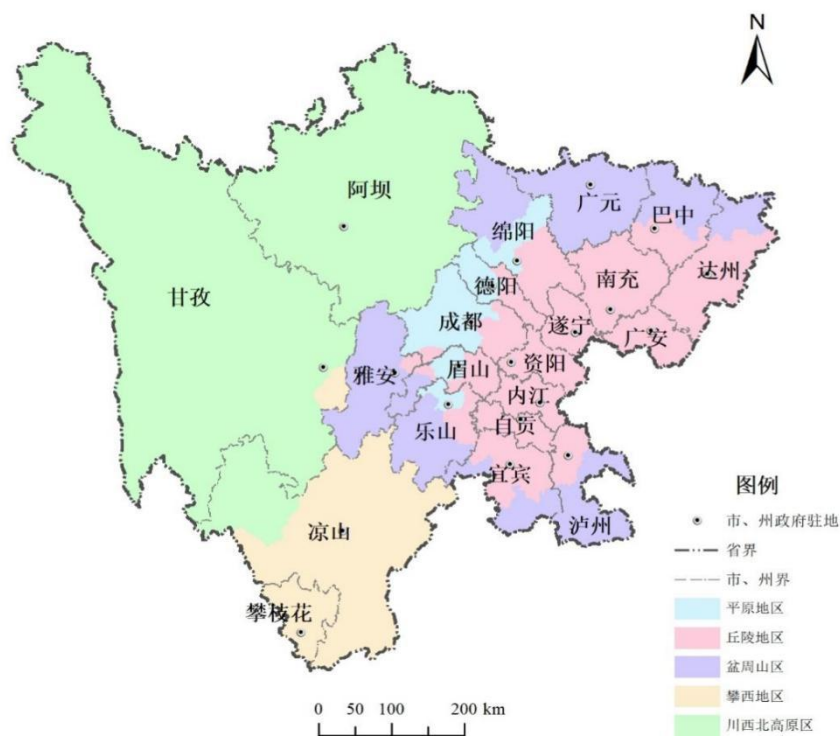 N
阿坝
广元
巴中
绵阳
达州
德阳
南充
甘孜
成都
遂宁
广安
雅安
眉山
资阳
内江
自贡
乐山
宜宾
泸州
凉山
攀枝花
图例
市、州政府驻地
省界
市、州界
平原地区
丘陵地区
盆周山区
攀西地区
川西北高原区
0 50 100 200 km